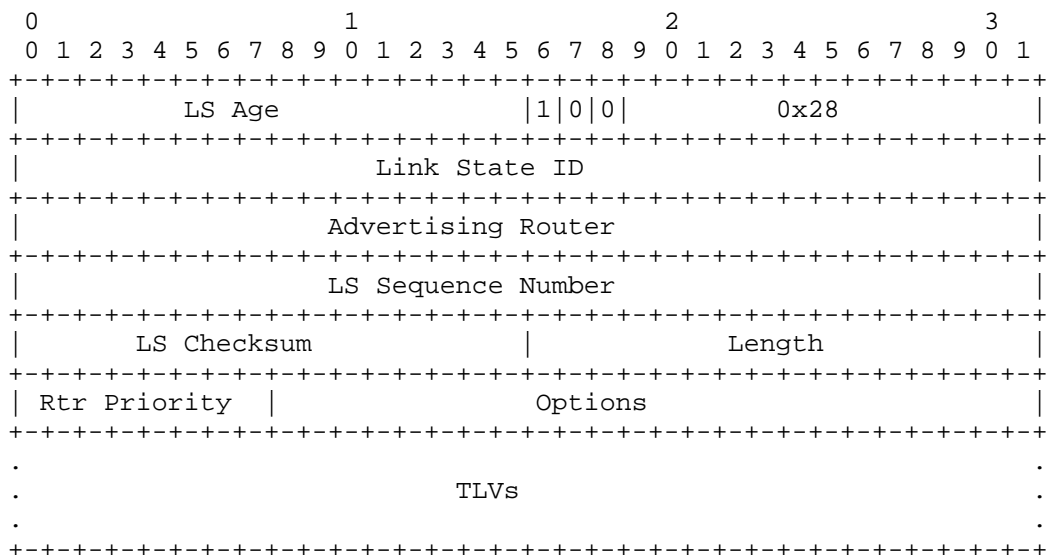 0                   1                   2                   3
 0 1 2 3 4 5 6 7 8 9 0 1 2 3 4 5 6 7 8 9 0 1 2 3 4 5 6 7 8 9 0 1
+-+-+-+-+-+-+-+-+-+-+-+-+-+-+-+-+-+-+-+-+-+-+-+-+-+-+-+-+-+-+-+-+
|          LS Age               |1|0|0|         0x28            |
+-+-+-+-+-+-+-+-+-+-+-+-+-+-+-+-+-+-+-+-+-+-+-+-+-+-+-+-+-+-+-+-+
|                      Link State ID                            |
+-+-+-+-+-+-+-+-+-+-+-+-+-+-+-+-+-+-+-+-+-+-+-+-+-+-+-+-+-+-+-+-+
|                   Advertising Router                          |
+-+-+-+-+-+-+-+-+-+-+-+-+-+-+-+-+-+-+-+-+-+-+-+-+-+-+-+-+-+-+-+-+
|                   LS Sequence Number                          |
+-+-+-+-+-+-+-+-+-+-+-+-+-+-+-+-+-+-+-+-+-+-+-+-+-+-+-+-+-+-+-+-+
|       LS Checksum             |            Length             |
+-+-+-+-+-+-+-+-+-+-+-+-+-+-+-+-+-+-+-+-+-+-+-+-+-+-+-+-+-+-+-+-+
| Rtr Priority  |                Options                        |
+-+-+-+-+-+-+-+-+-+-+-+-+-+-+-+-+-+-+-+-+-+-+-+-+-+-+-+-+-+-+-+-+
.                                                               .
.                           TLVs                                .
.                                                               .
+-+-+-+-+-+-+-+-+-+-+-+-+-+-+-+-+-+-+-+-+-+-+-+-+-+-+-+-+-+-+-+-+